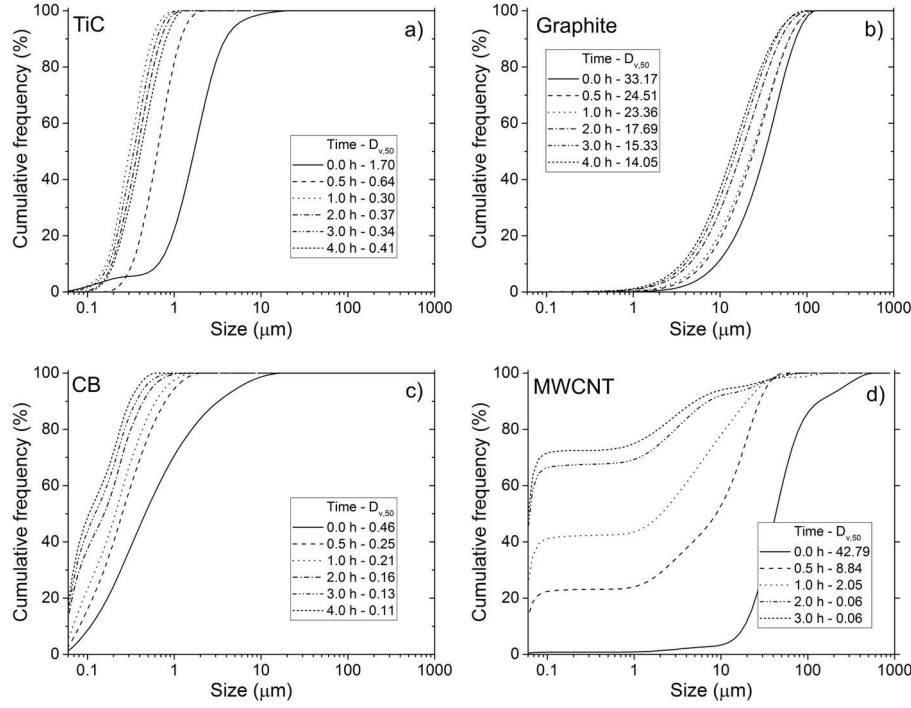 TiC
a)
Cumulative frequency (%)
100
80
60
40
20
0
Time - Dv,50
0.0 h - 1.70
0.5 h - 0.64
1.0 h - 0.30
2.0 h - 0.37
3.0 h - 0.34
4.0 h - 0.41
0.1 1 10 100 1000
Size (μm)
Graphite
b)
Cumulative frequency (%)
100
80
60
40
20
0
Time - Dv,50
0.0 h - 33.17
0.5 h - 24.51
1.0 h - 23.36
2.0 h - 17.69
3.0 h - 15.33
4.0 h - 14.05
0.1 1 10 100 1000
Size (μm)
CB
c)
Cumulative frequency (%)
100
80
60
40
20
0
Time - Dv,50
0.0 h - 0.46
0.5 h - 0.25
1.0 h - 0.21
2.0 h - 0.16
3.0 h - 0.13
4.0 h - 0.11
0.1 1 10 100 1000
Size (μm)
MWCNT
d)
Cumulative frequency (%)
100
80
60
40
20
0
Time - Dv,50
0.0 h - 42.79
0.5 h - 8.84
1.0 h - 2.05
2.0 h - 0.06
3.0 h - 0.06
0.1 1 10 100 1000
Size (μm)